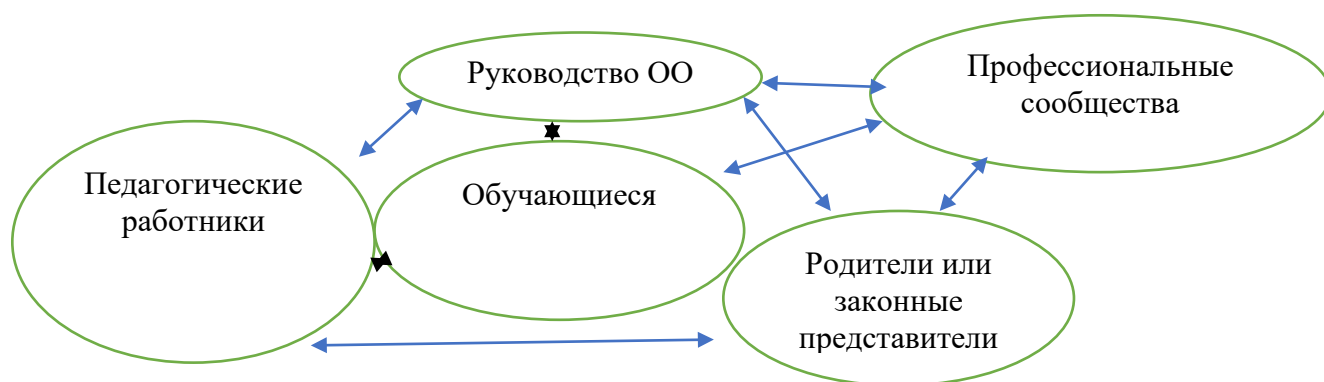 Руководство ОО
Профессиональные
сообщества
Педагогические
работники
Обучающиеся
Родители или
законные
представители